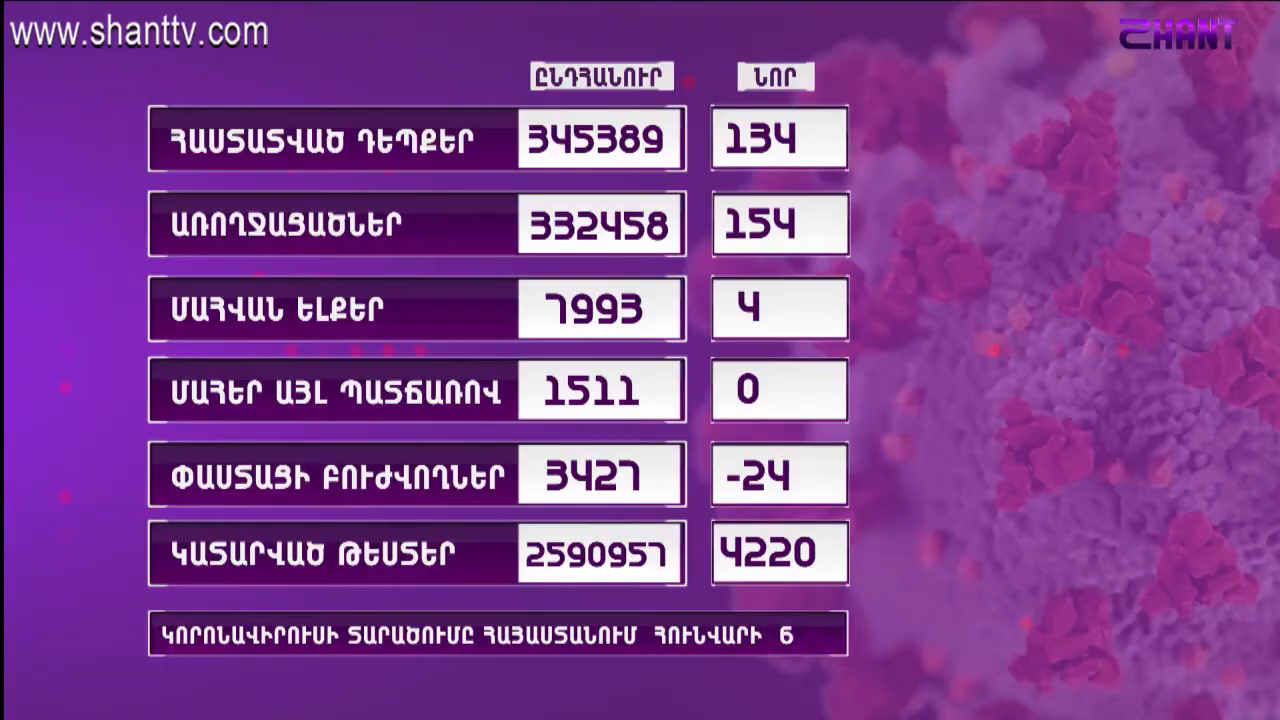 www.shanttv.com
SHANT
ԸՆԴՀԱՆՈՒՐ ՆՈՐ
ՀԱՍՏԱՏՎԱԾ ԴԵՊՔԵՐ 345389 134
ԱՌՈՂՋԱՑԱԾՆԵՐ 332458 154
ՄԱՀՎԱՆ ԵԼՔԵՐ 7993 4
ՄԱՀԵՐ ԱՅԼ ՊԱՏՃԱՌՈՎ 1511 0
ՓԱՍՏԱՑԻ ԲՈՒԺՎՈՂՆԵՐ 3427 -24
ԿԱՏԱՐՎԱԾ ԹԵՍՏԵՐ 2590957 4220
ԿՈՐՈՆԱՎԻՐՈՒՍԻ ՏԱՐԱԾՈՒՄԸ ՀԱՅԱՍՏԱՆՈՒՄ ՀՈՒՆՎԱՐԻ 6